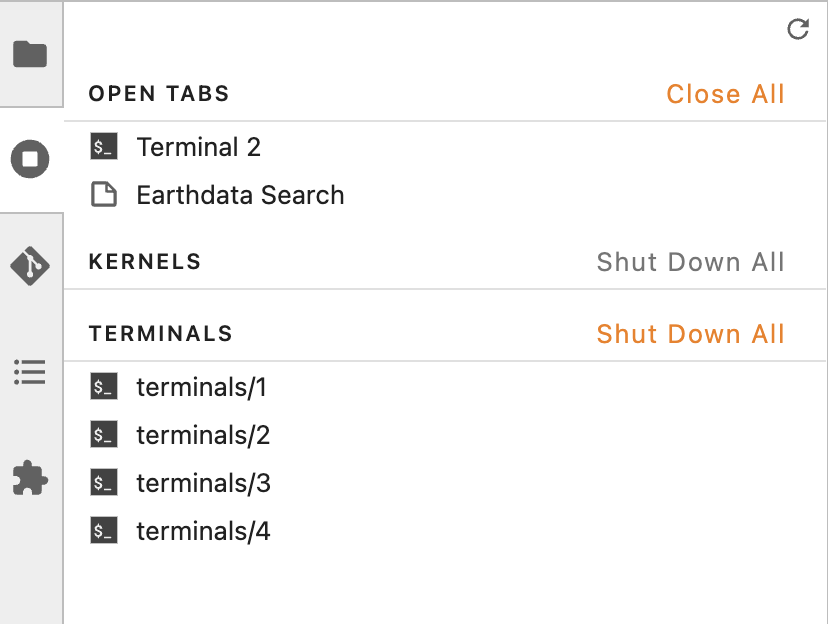 OPEN TABS Close All
$_ Terminal 2
Earthdata Search
KERNELS Shut Down All
TERMINALS Shut Down All
$_ terminals/1
$_ terminals/2
$_ terminals/3
$_ terminals/4